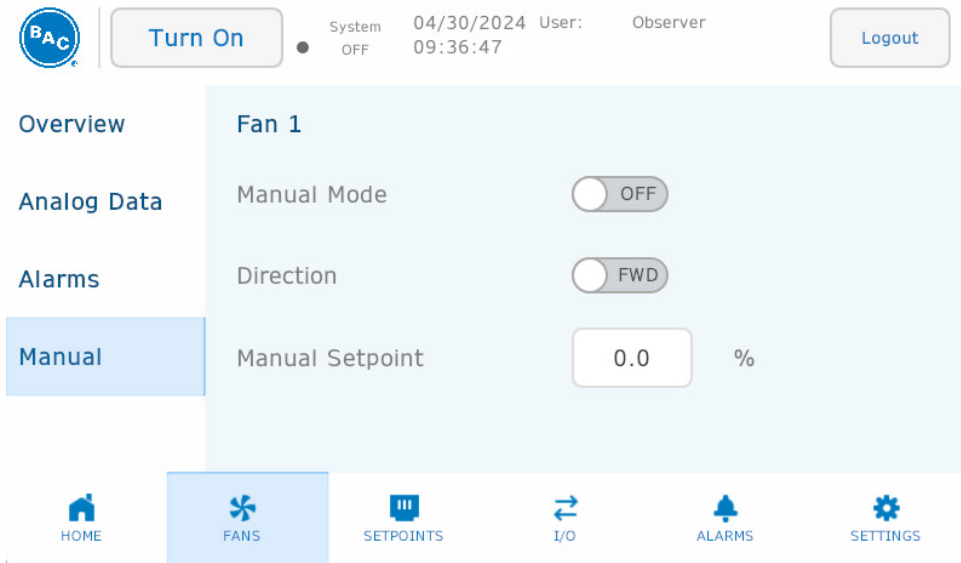 BAC
®
Turn On
System
OFF
04/30/2024
09:36:47
User:
Observer
Logout
Overview
Analog Data
Alarms
Manual
Fan 1
Manual Mode
OFF
Direction
FWD
Manual Setpoint
0.0
%
HOME
FANS
SETPOINTS
I/O
ALARMS
SETTINGS